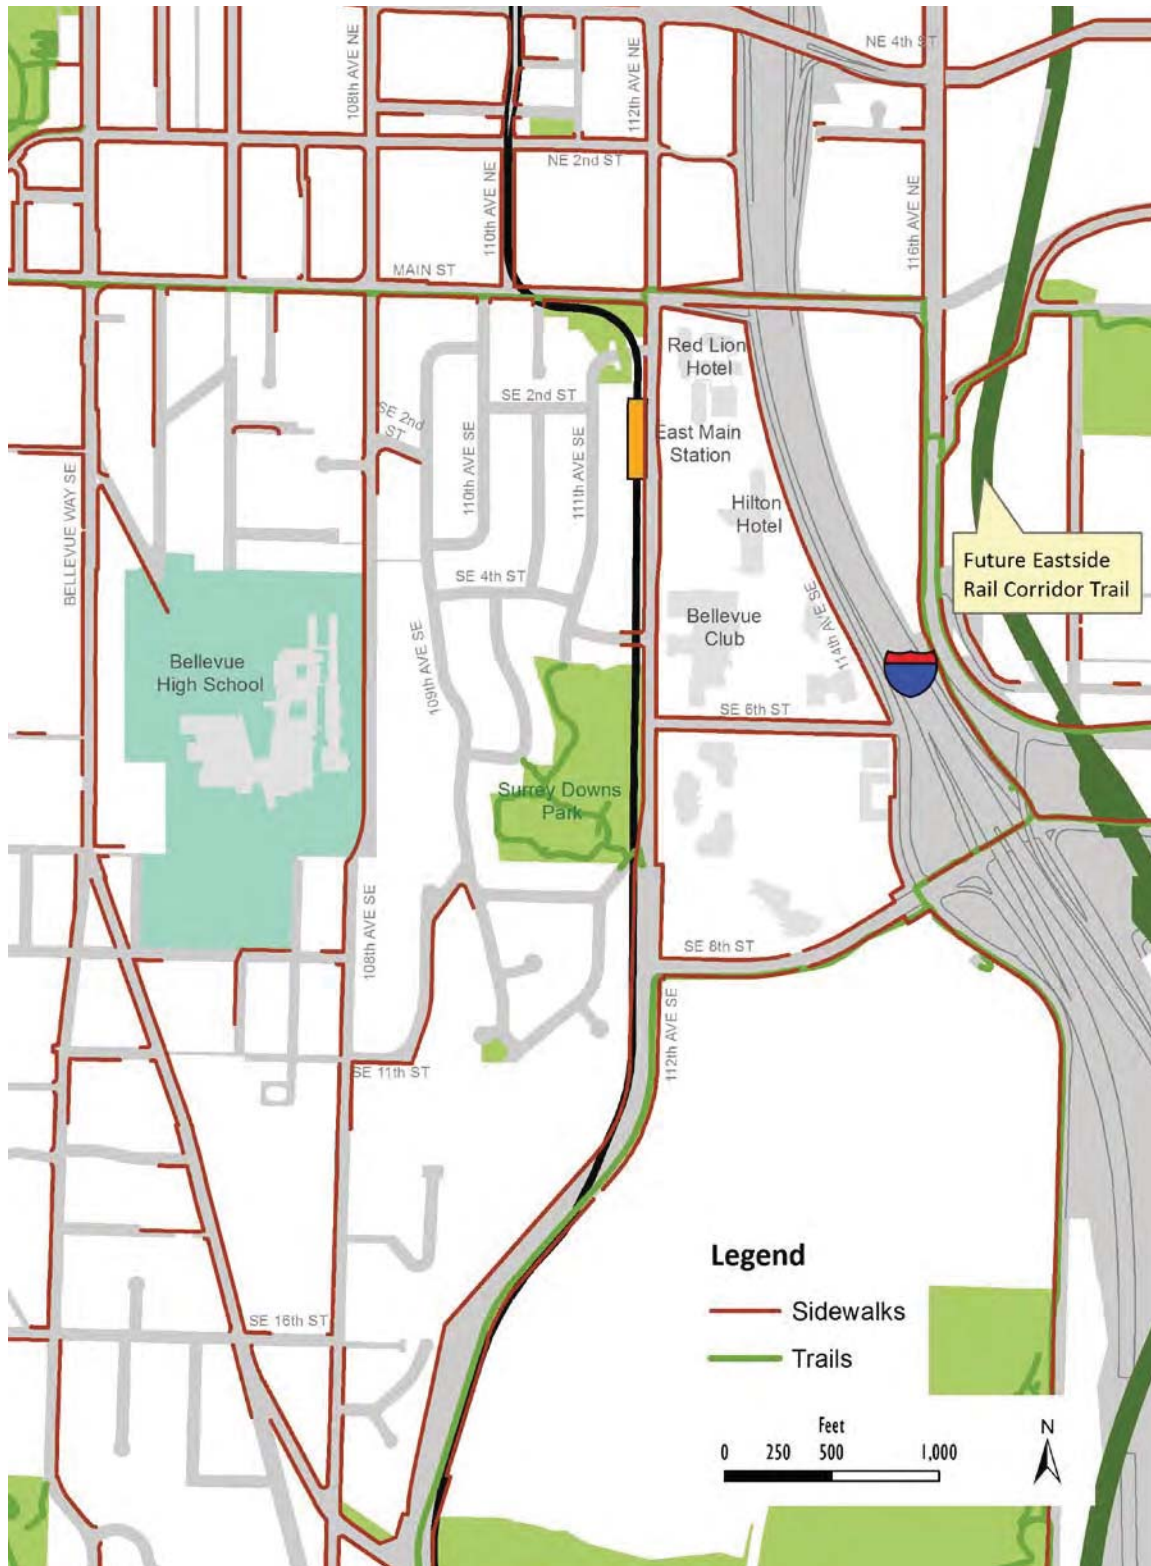 NE 4th ST
108th AVE NE
112th AVE NE
NE 2nd ST
110th AVE NE
116th AVE NE
MAIN ST
Red Lion
Hotel
SE 2nd ST
SE 2nd
ST
East Main
Station
110th AVE SE
111th AVE SE
Hilton
Hotel
BELLEVUE WAY SE
Future Eastside
Rail Corridor Trail
SE 4th ST
Bellevue
Club
114th AVE SE
109th AVE SE
Bellevue
High School
SE 6th ST
Surrey Downs
Park
108th AVE SE
SE 8th ST
112th AVE SE
SE 11th ST
SE 16th ST
Legend
Sidewalks
Trails
Feet
0 250 500 1,000
N